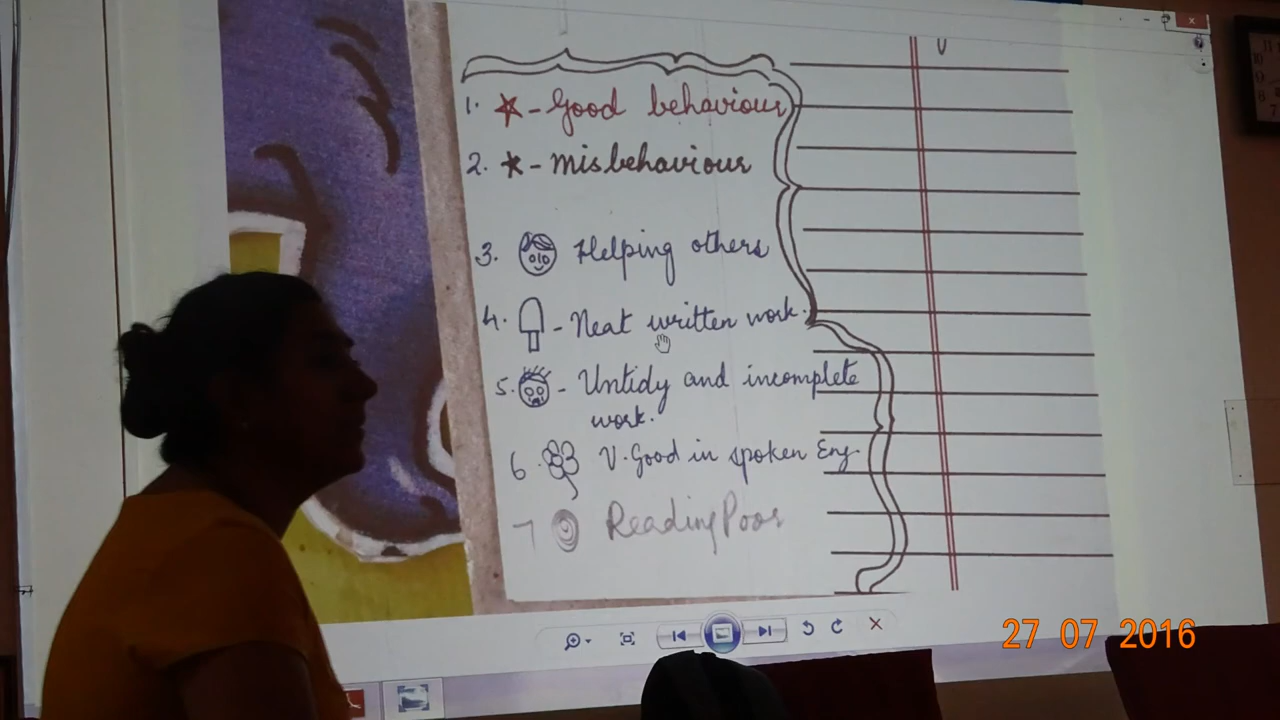 1. ★ - Good behaviour
2. ★ - Misbehaviour
3. Helping others
4. - Neat written work.
5. - Untidy and incomplete
work.
6. V. Good in spoken Eng
7 Reading Poor
27 07 2016